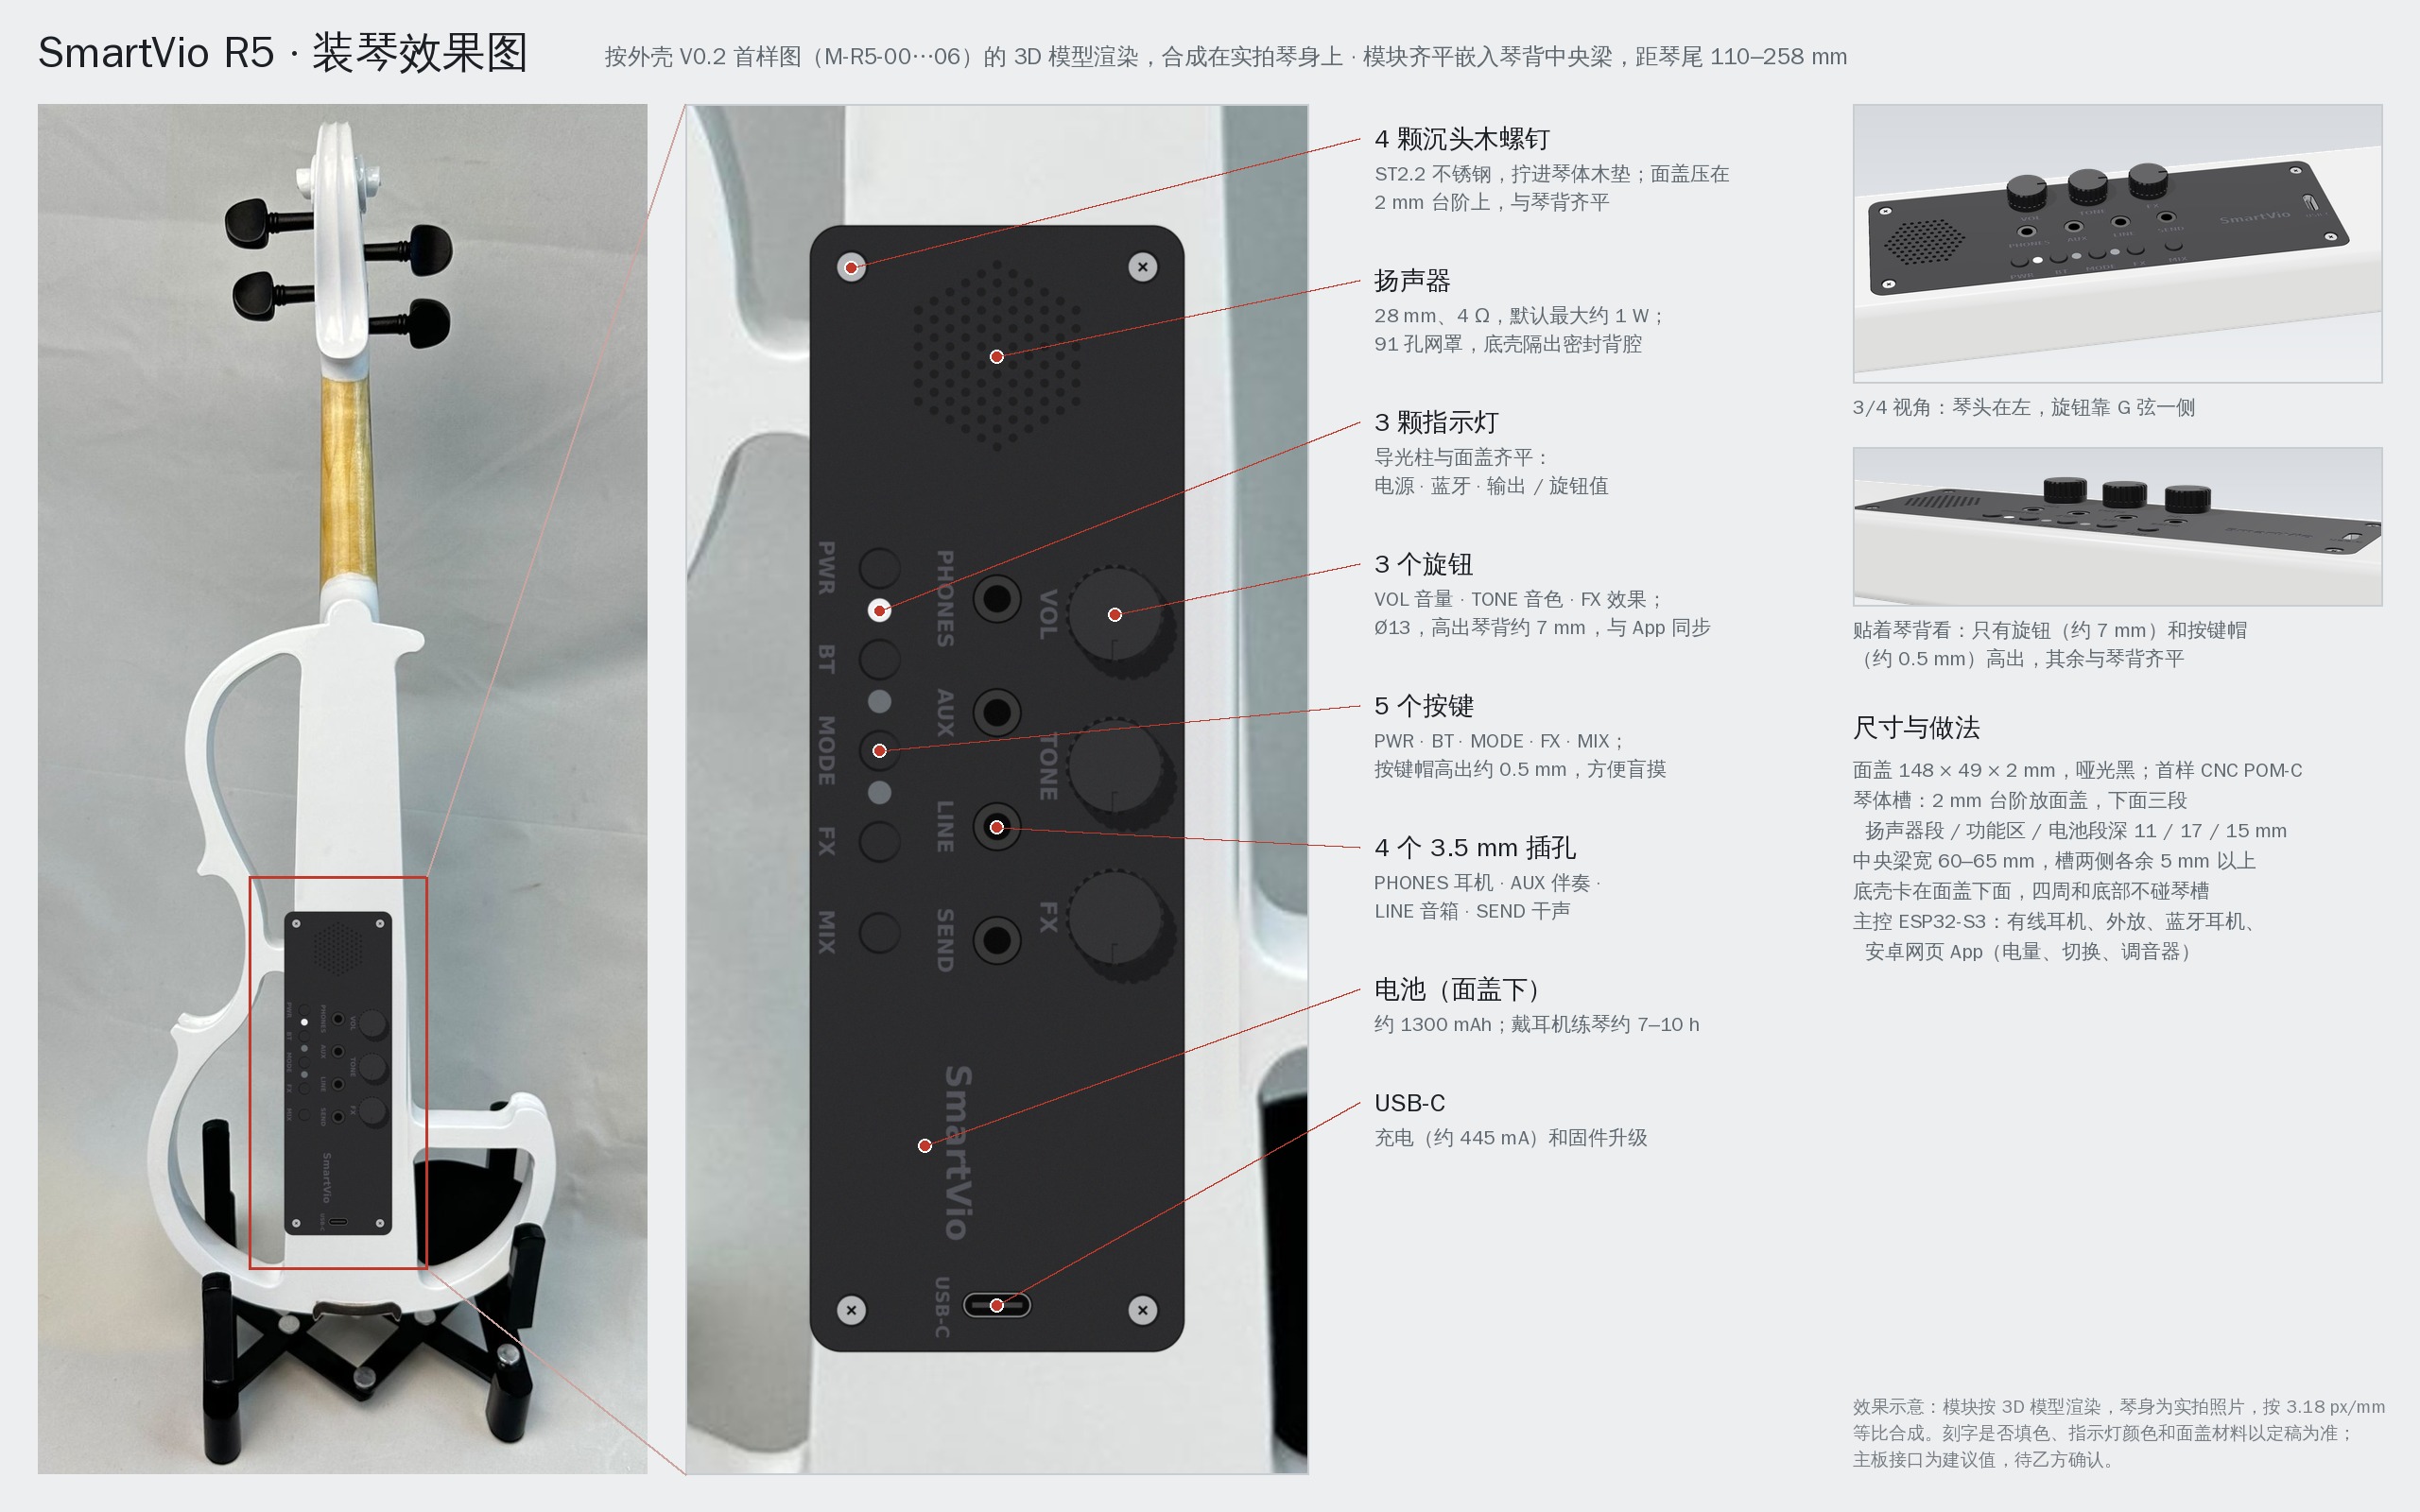 SmartVio R5 · 装琴效果图
按外壳 V0.2 首样图（M-R5-00…06）的 3D 模型渲染，合成在实拍琴身上 · 模块齐平嵌入琴背中央梁，距琴尾 110–258 mm
PWR
BT
MODE
FX
MIX
PHONES
AUX
LINE
SEND
VOL
TONE
FX
SmartVio
USB-C
4 颗沉头木螺钉
ST2.2 不锈钢，拧进琴体木垫；面盖压在
2 mm 台阶上，与琴背齐平
扬声器
28 mm、4 Ω，默认最大约 1 W；
91 孔网罩，底壳隔出密封背腔
3 颗指示灯
导光柱与面盖齐平：
电源 · 蓝牙 · 输出 / 旋钮值
3 个旋钮
VOL 音量 · TONE 音色 · FX 效果；
Ø13，高出琴背约 7 mm，与 App 同步
5 个按键
PWR · BT · MODE · FX · MIX；
按键帽高出约 0.5 mm，方便盲摸
4 个 3.5 mm 插孔
PHONES 耳机 · AUX 伴奏 ·
LINE 音箱 · SEND 干声
电池（面盖下）
约 1300 mAh；戴耳机练琴约 7–10 h
USB-C
充电（约 445 mA）和固件升级
3/4 视角：琴头在左，旋钮靠 G 弦一侧
贴着琴背看：只有旋钮（约 7 mm）和按键帽
（约 0.5 mm）高出，其余与琴背齐平
尺寸与做法
面盖 148 × 49 × 2 mm，哑光黑；首样 CNC POM-C
琴体槽：2 mm 台阶放面盖，下面三段
扬声器段 / 功能区 / 电池段深 11 / 17 / 15 mm
中央梁宽 60–65 mm，槽两侧各余 5 mm 以上
底壳卡在面盖下面，四周和底部不碰琴槽
主控 ESP32-S3：有线耳机、外放、蓝牙耳机、
安卓网页 App（电量、切换、调音器）
效果示意：模块按 3D 模型渲染，琴身为实拍照片，按 3.18 px/mm
等比合成。刻字是否填色、指示灯颜色和面盖材料以定稿为准；
主板接口为建议值，待乙方确认。